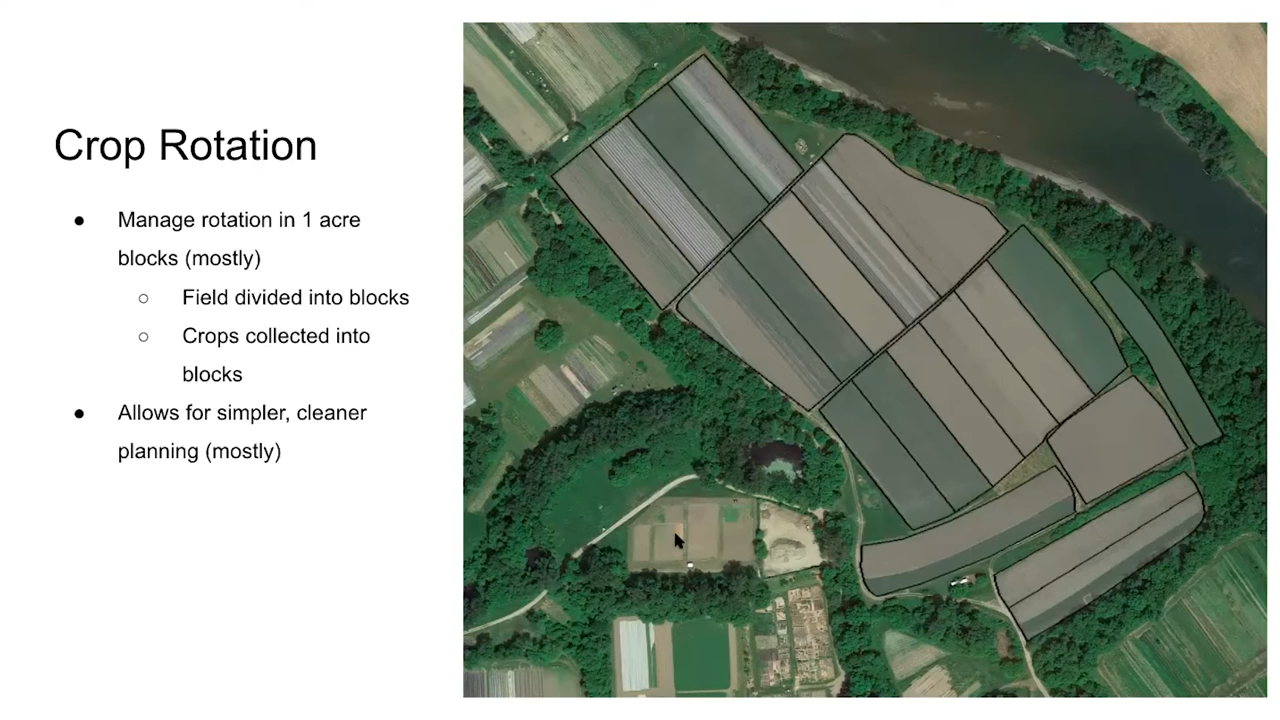 Crop Rotation
● Manage rotation in 1 acre
blocks (mostly)
○ Field divided into blocks
○ Crops collected into
blocks
● Allows for simpler, cleaner
planning (mostly)